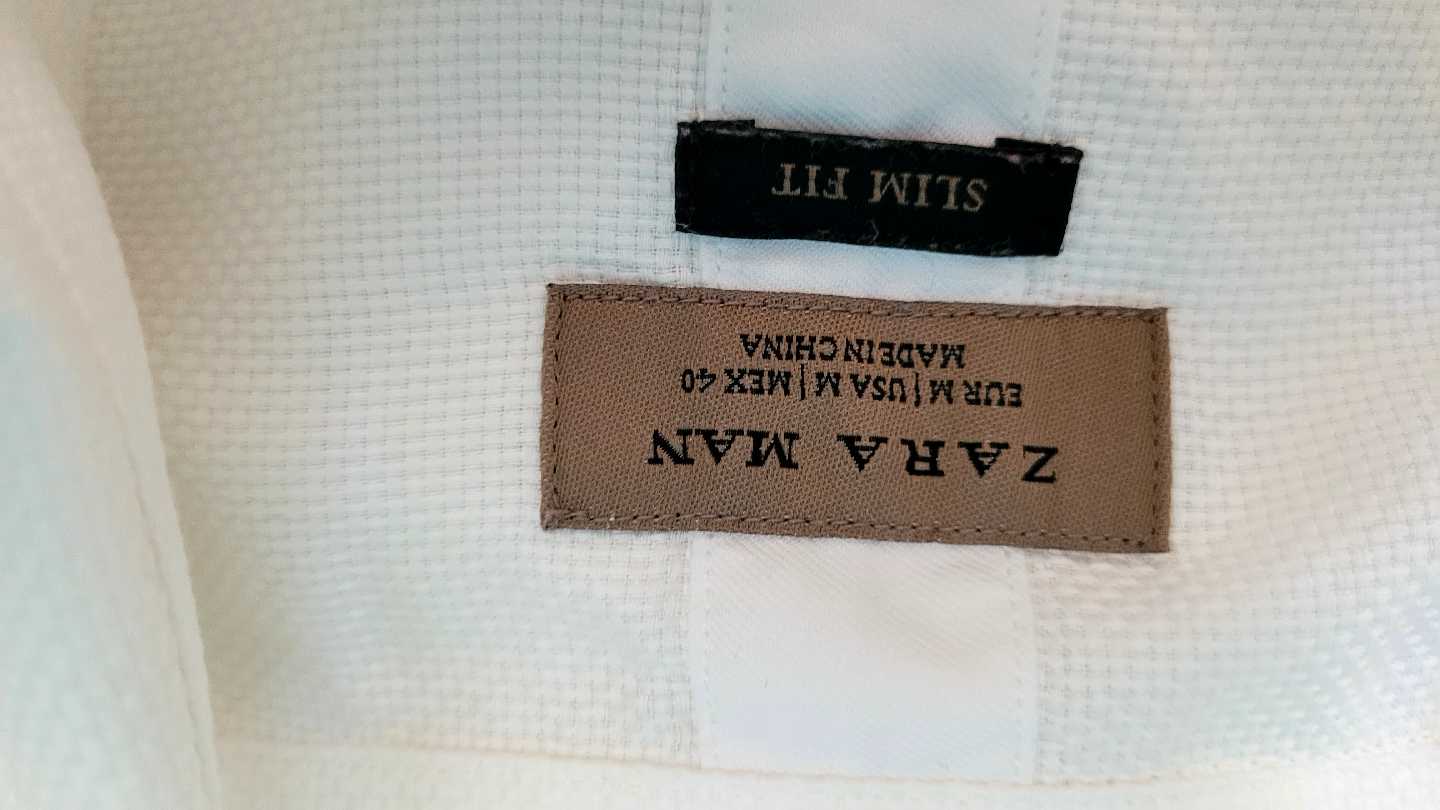 ZARA MAN
EUR M | USA M | MEX 40
MADE IN CHINA
SLIM FIT